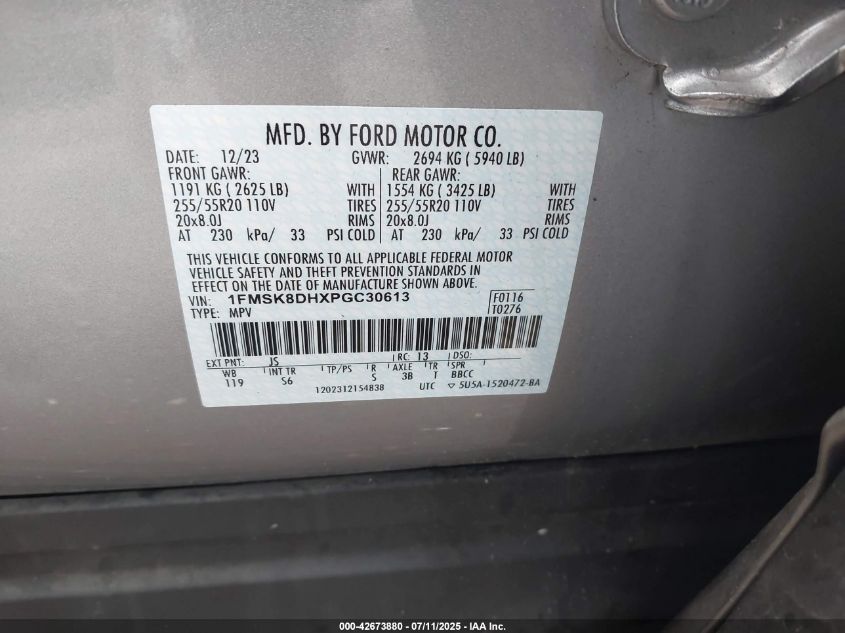 MFD. BY FORD MOTOR CO.
DATE: 12/23 GVWR: 2694 KG ( 5940 LB)
FRONT GAWR: REAR GAWR:
1191 KG ( 2625 LB) WITH 1554 KG ( 3425 LB) WITH
255/55R20 110V TIRES 255/55R20 110V TIRES
20x8.0J RIMS 20x8.0J RIMS
AT 230 kPa/ 33 PSI COLD AT 230 kPa/ 33 PSI COLD
THIS VEHICLE CONFORMS TO ALL APPLICABLE FEDERAL MOTOR
VEHICLE SAFETY AND THEFT PREVENTION STANDARDS IN
EFFECT ON THE DATE OF MANUFACTURE SHOWN ABOVE.
VIN: 1FMSK8DHXPGC30613 F0116
TYPE: MPV T0276
EXT PNT: JS RC: 13 DSO:
WB INT TR TP/PS R AXLE TR SPR
119 S6 S 3B T BBCC
1202312154838 UTC ▽ 5U5A-1520472-BA
000-42673880 - 07/11/2025 - IAA Inc.